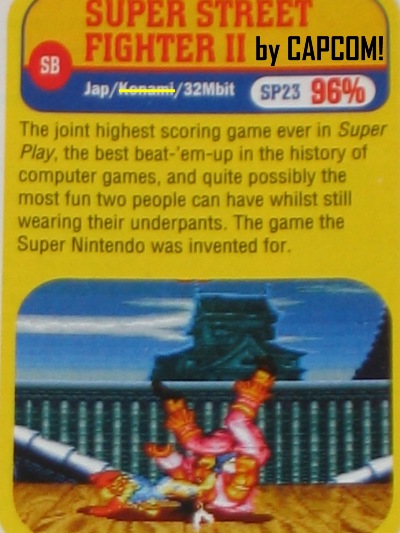 SUPER STREET
FIGHTER II by CAPCOM!
SB
Jap/Konami/32Mbit SP23 96%
The joint highest scoring game ever in Super
Play, the best beat-'em-up in the history of
computer games, and quite possibly the
most fun two people can have whilst still
wearing their underpants. The game the
Super Nintendo was invented for.